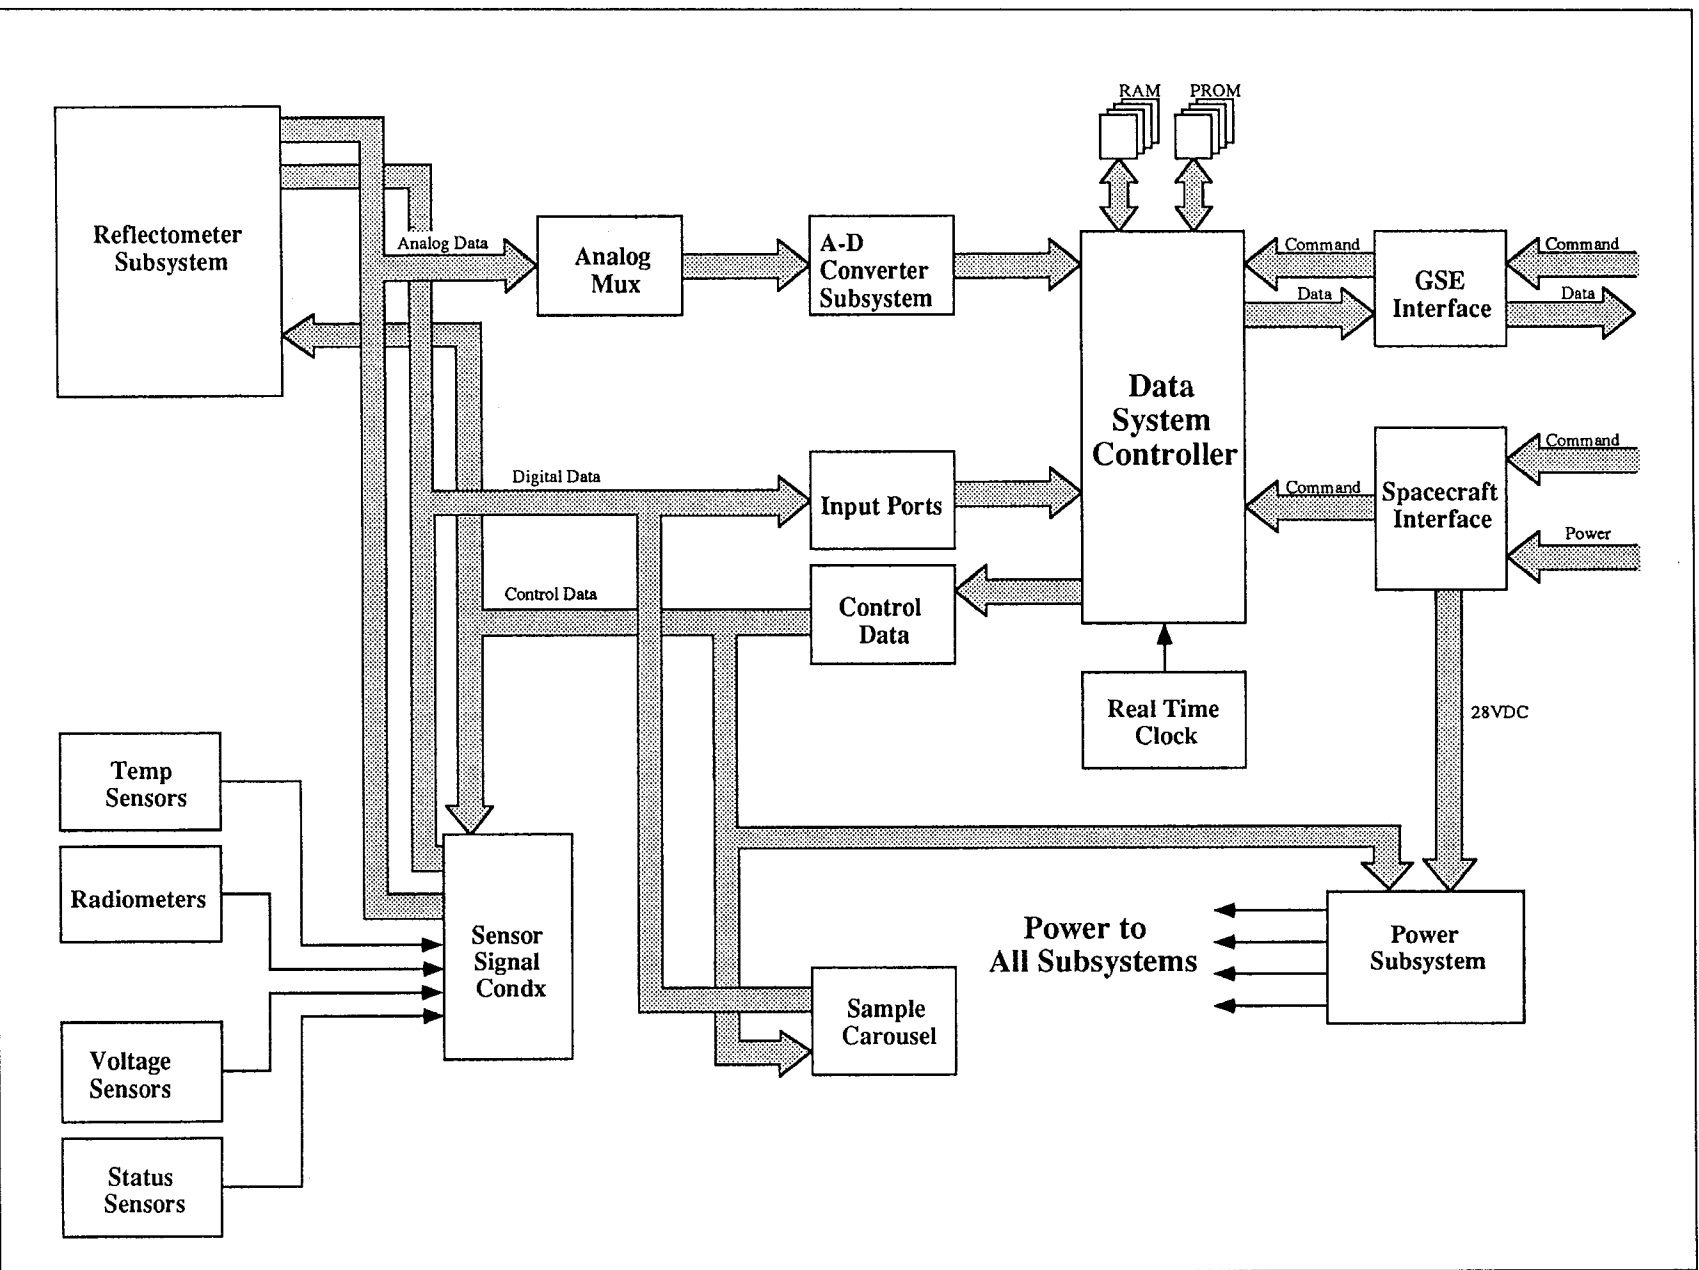 RAM PROM
Reflectometer
Subsystem
Analog Data
Analog
Mux
A-D
Converter
Subsystem
Command
Data
GSE
Interface
Command
Data
Data
System
Controller
Digital Data
Input Ports
Command
Spacecraft
Interface
Command
Power
Control Data
Control
Data
Real Time
Clock
28VDC
Temp
Sensors
Radiometers
Sensor
Signal
Condx
Power to
All Subsystems
Power
Subsystem
Sample
Carousel
Voltage
Sensors
Status
Sensors